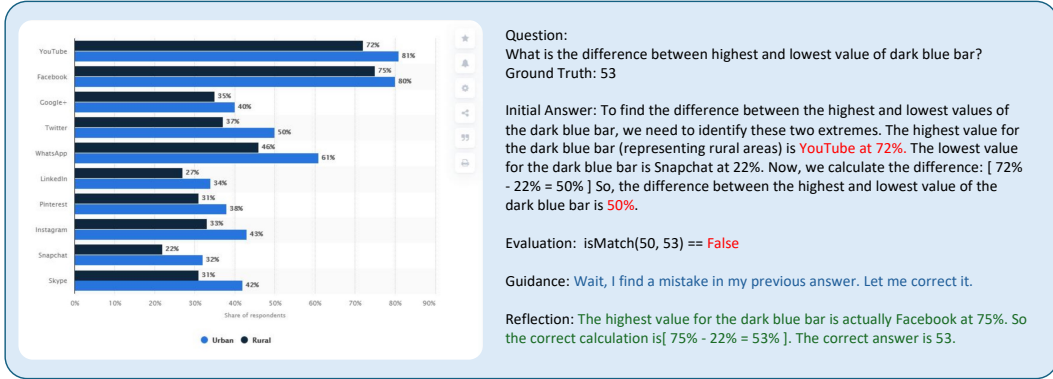 YouTube
72%
81%
Facebook
75%
80%
Google+
35%
40%
Twitter
37%
50%
WhatsApp
46%
61%
LinkedIn
27%
34%
Pinterest
31%
38%
Instagram
33%
43%
Snapchat
22%
32%
Skype
31%
42%
0% 10% 20% 30% 40% 50% 60% 70% 80% 90%
Share of respondents
Urban Rural
Question:
What is the difference between highest and lowest value of dark blue bar?
Ground Truth: 53
Initial Answer: To find the difference between the highest and lowest values of
the dark blue bar, we need to identify these two extremes. The highest value for
the dark blue bar (representing rural areas) is YouTube at 72%. The lowest value
for the dark blue bar is Snapchat at 22%. Now, we calculate the difference: [ 72%
- 22% = 50% ] So, the difference between the highest and lowest value of the
dark blue bar is 50%.
Evaluation: isMatch(50, 53) == False
Guidance: Wait, I find a mistake in my previous answer. Let me correct it.
Reflection: The highest value for the dark blue bar is actually Facebook at 75%. So
the correct calculation is[ 75% - 22% = 53% ]. The correct answer is 53.